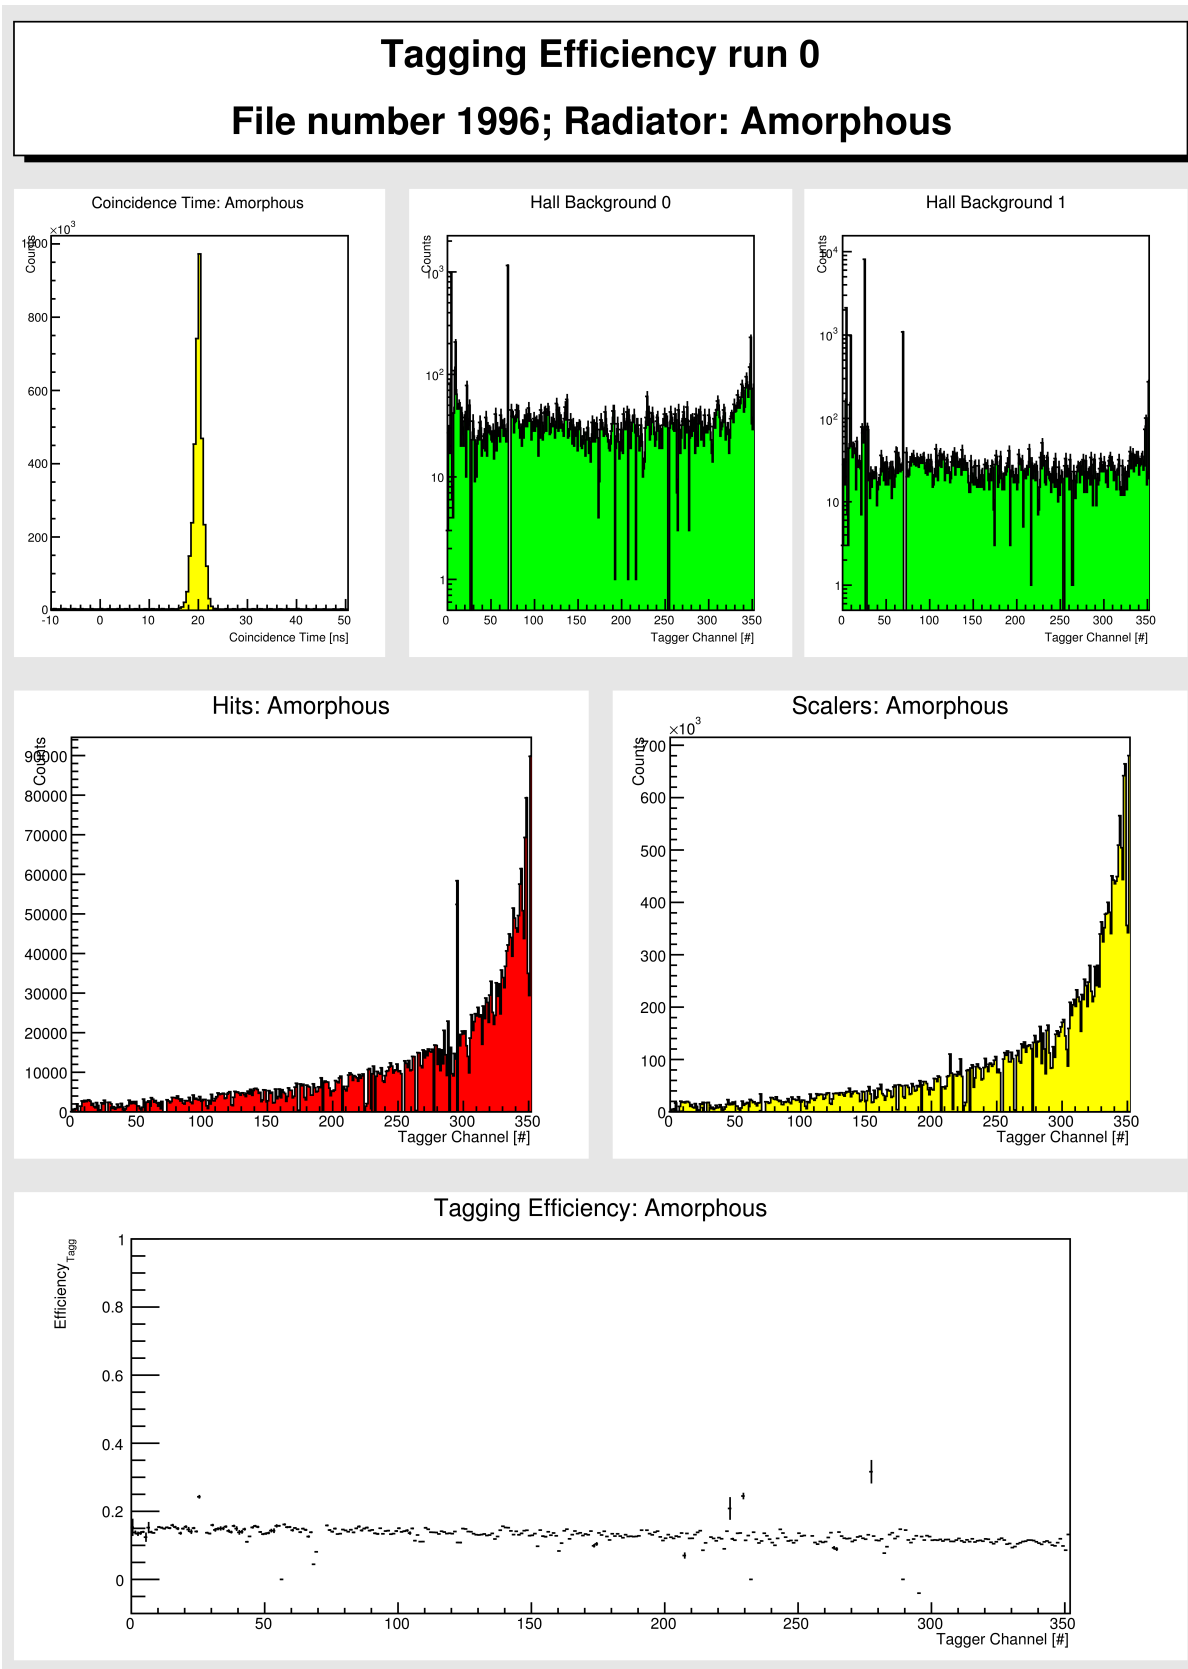 Tagging Efficiency run 0
File number 1996; Radiator: Amorphous
Coincidence Time: Amorphous
×10³
Counts
1000
800
600
400
200
0
-10 0 10 20 30 40 50
Coincidence Time [ns]
Hall Background 0
Counts
10³
10²
10
1
0 50 100 150 200 250 300 350
Tagger Channel [#]
Hall Background 1
Counts
10⁴
10³
10²
10
1
0 50 100 150 200 250 300 350
Tagger Channel [#]
Hits: Amorphous
Counts
90000
80000
70000
60000
50000
40000
30000
20000
10000
0
0 50 100 150 200 250 300 350
Tagger Channel [#]
Scalers: Amorphous
×10³
Counts
700
600
500
400
300
200
100
0
0 50 100 150 200 250 300 350
Tagger Channel [#]
Tagging Efficiency: Amorphous
Efficiency Tagg
1
0.8
0.6
0.4
0.2
0
0 50 100 150 200 250 300 350
Tagger Channel [#]